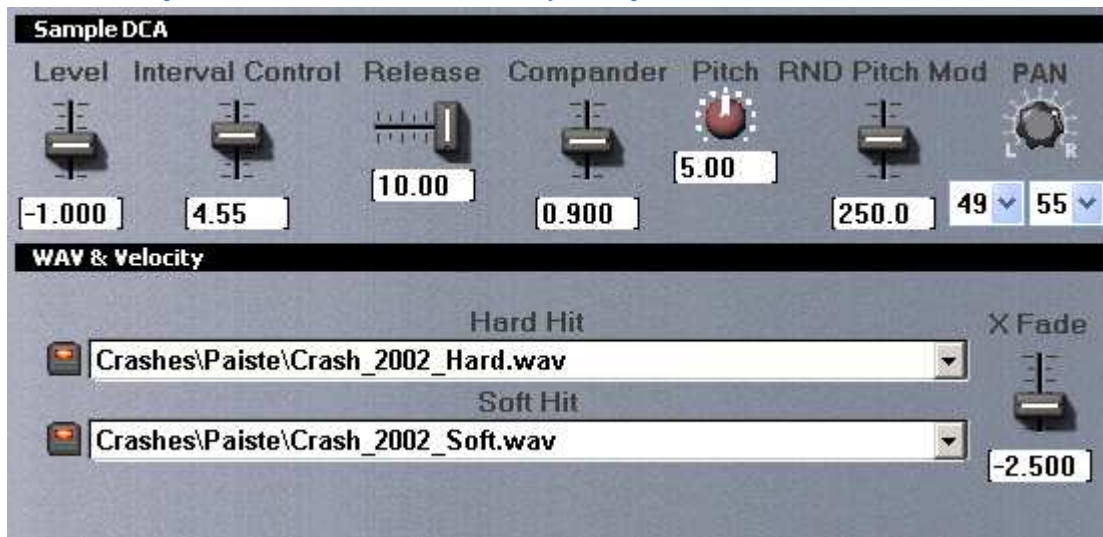 Sample DCA
Level Interval Control Release Compander Pitch RND Pitch Mod PAN
L R
-1.000 4.55 10.00 0.900 5.00 250.0 49 55
WAV & Velocity
Hard Hit
Crashes\Paiste\Crash_2002_Hard.wav
X Fade
Soft Hit
Crashes\Paiste\Crash_2002_Soft.wav
-2.500